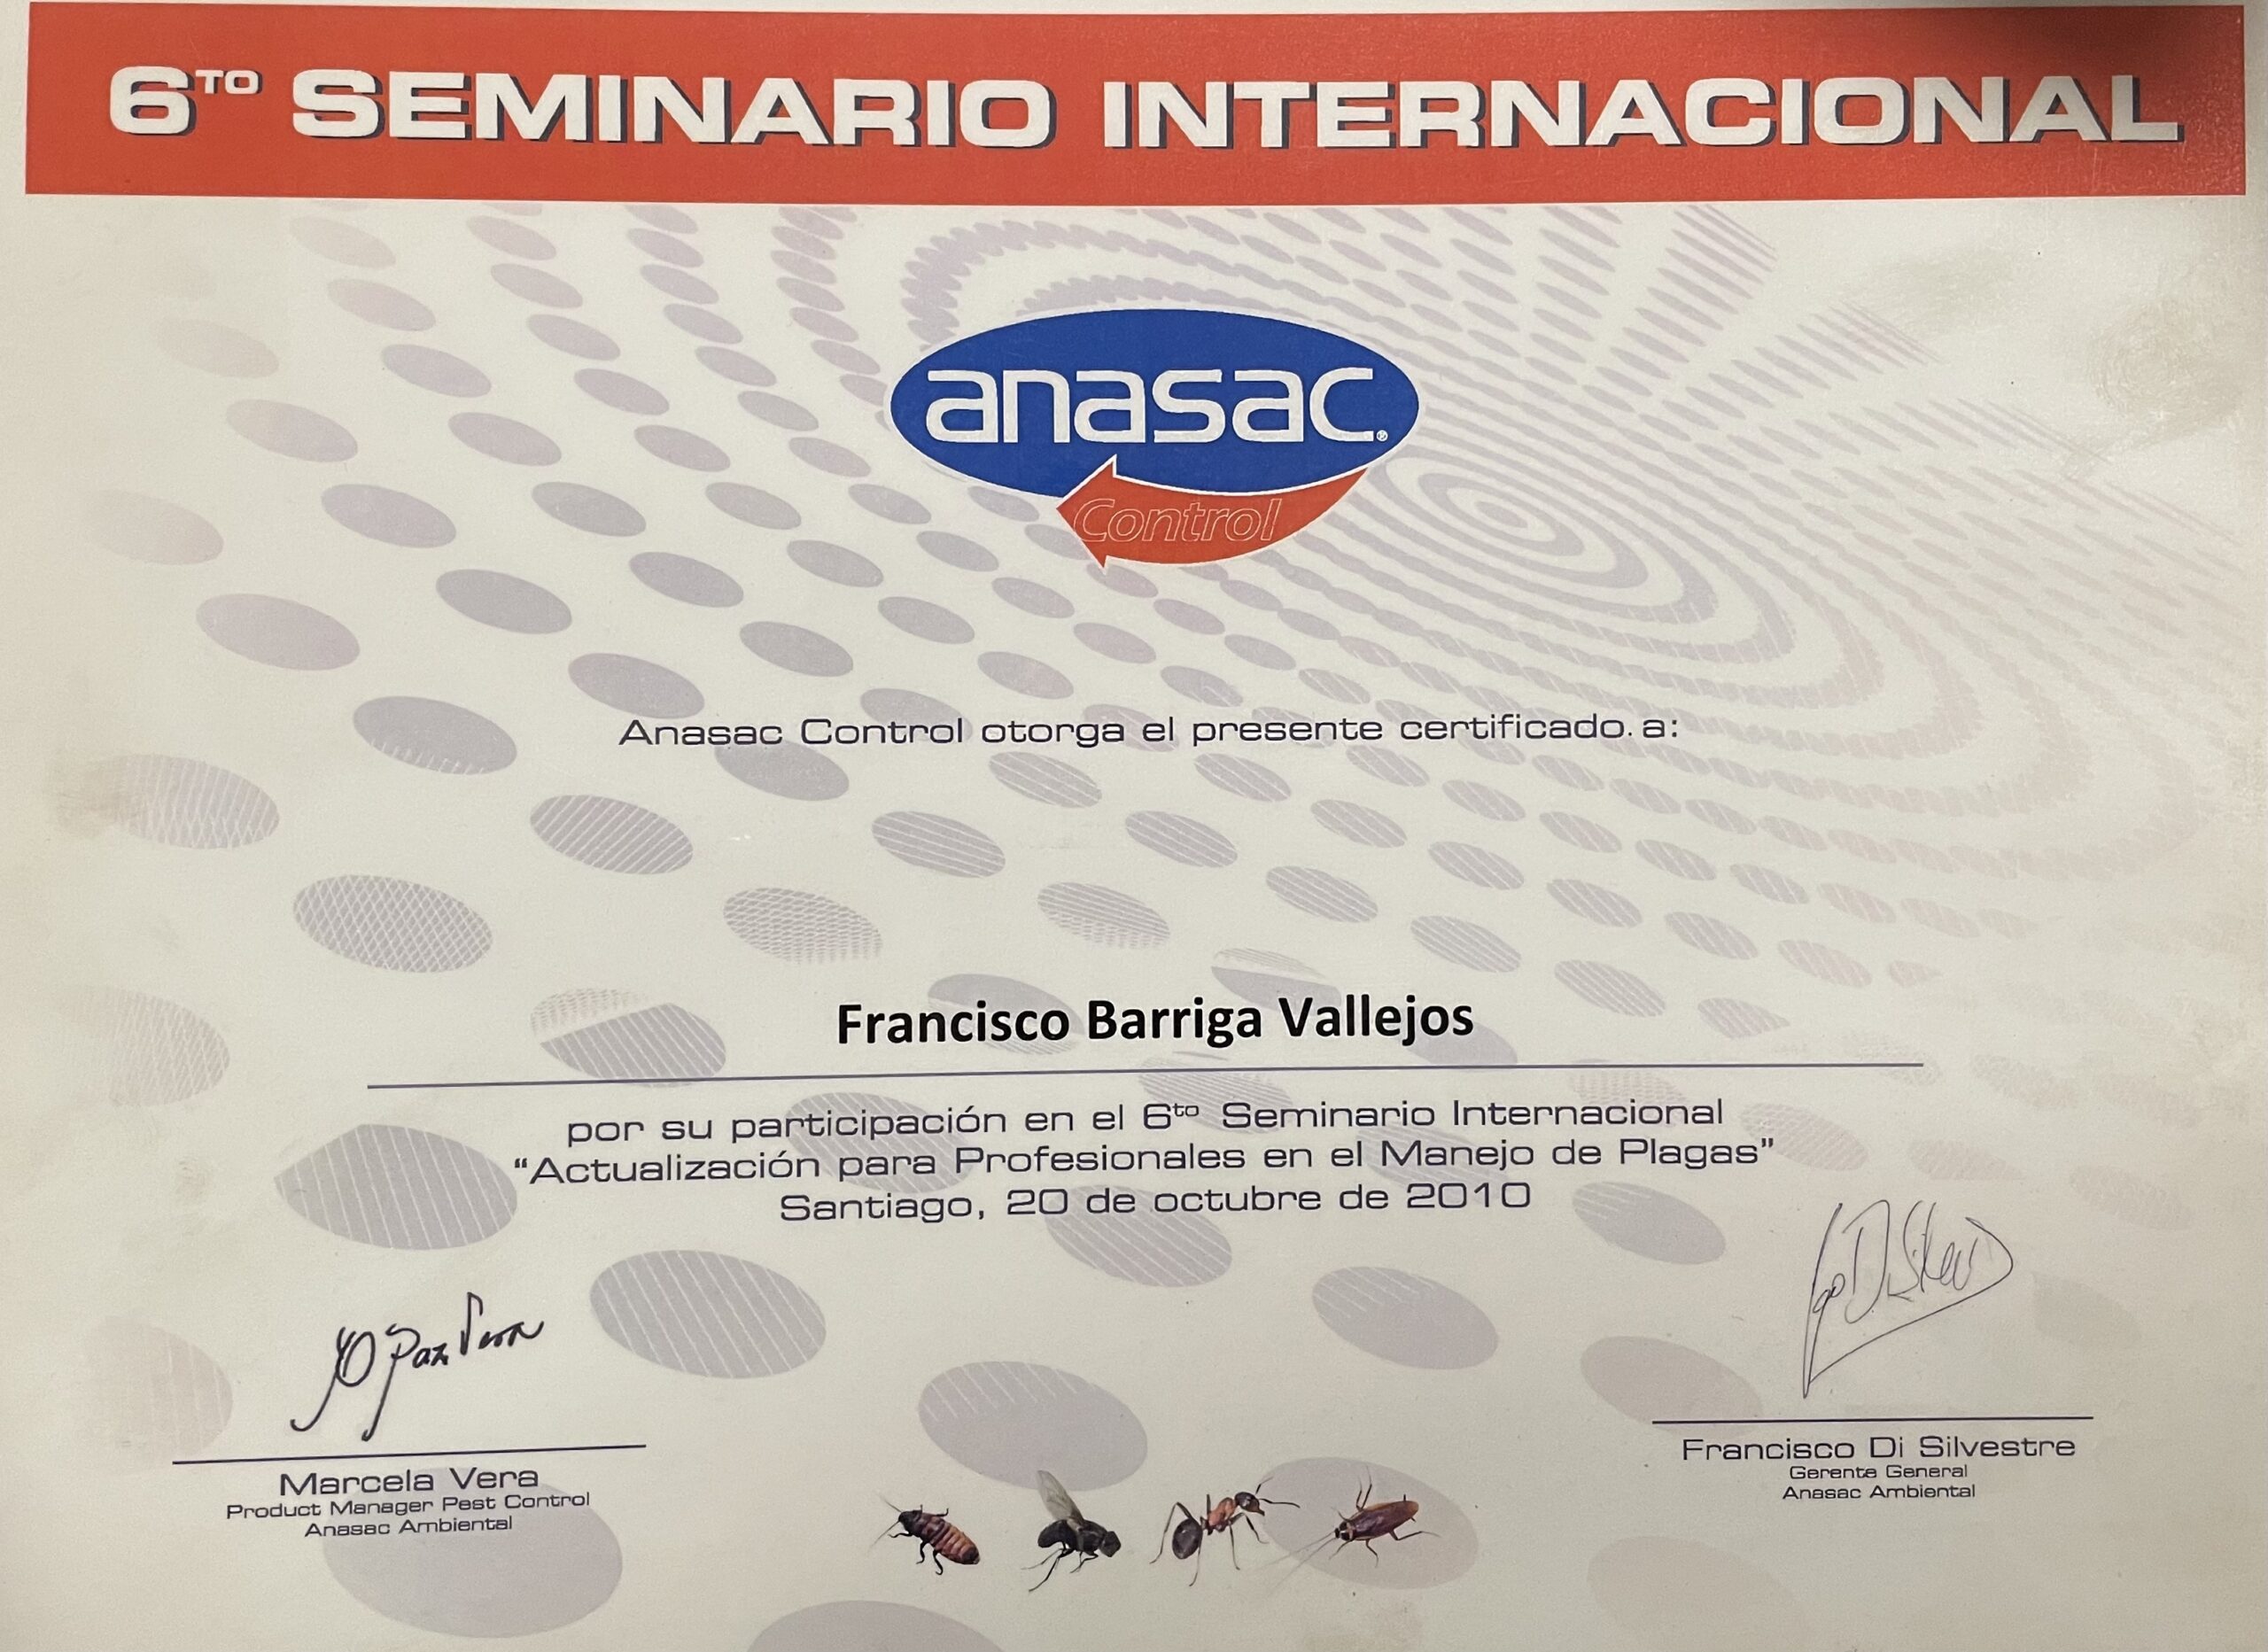 6TO SEMINARIO INTERNACIONAL
anasac®
Control
Anasac Control otorga el presente certificado. a:
Francisco Barriga Vallejos
por su participación en el 6to Seminario Internacional
“Actualización para Profesionales en el Manejo de Plagas”
Santiago, 20 de octubre de 2010
Paz Vera
Marcela Vera
Product Manager Pest Control
Anasac Ambiental
Francisco Di Silvestre
Gerente General
Anasac Ambiental